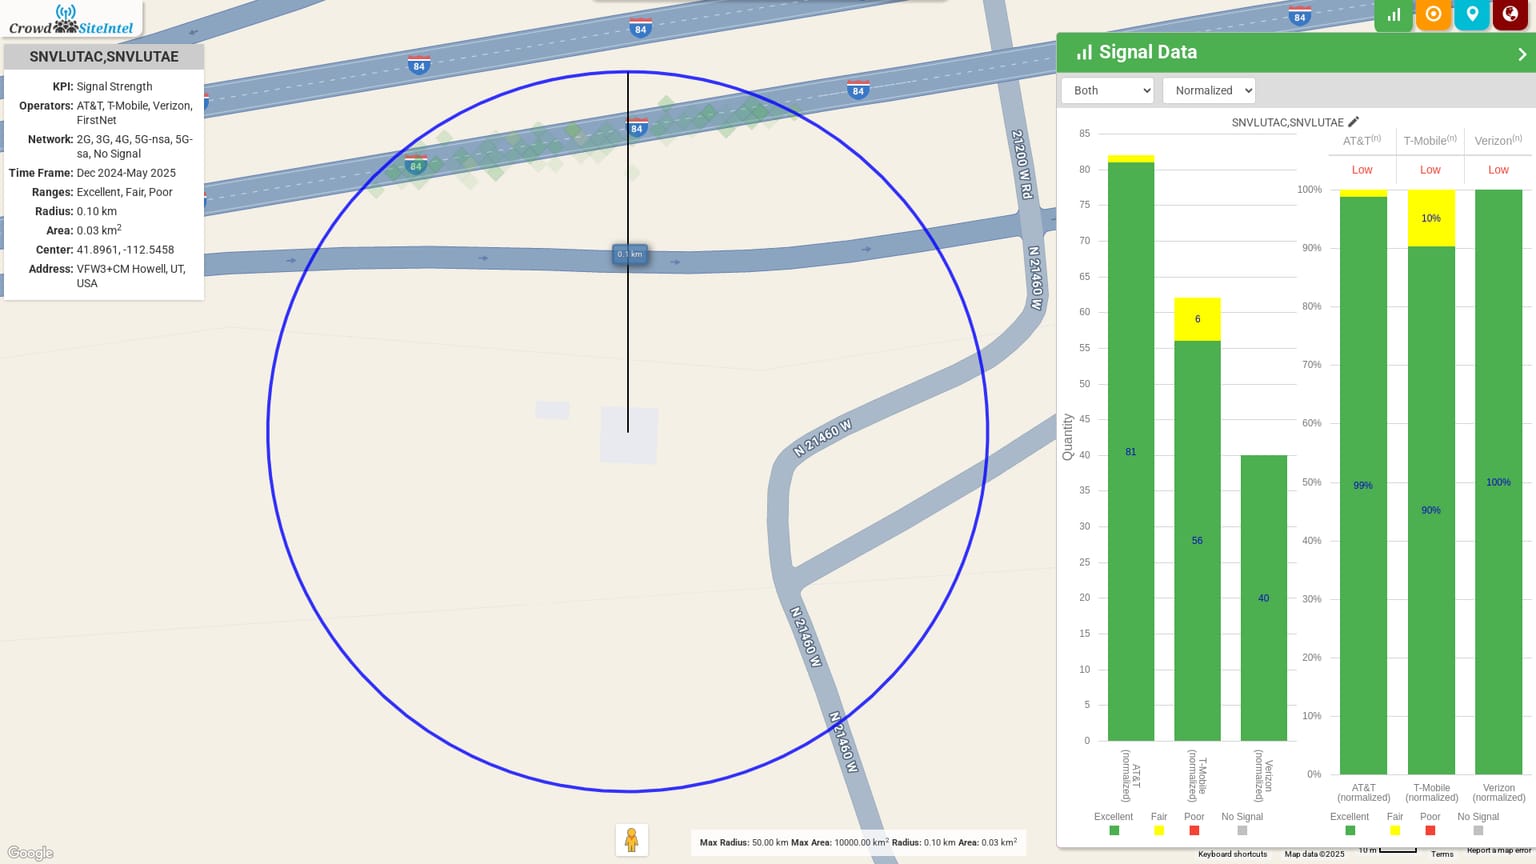 Crowd SiteIntel
SNVLUTAC,SNVLUTAE
KPI: Signal Strength
Operators: AT&T, T-Mobile, Verizon,
FirstNet
Network: 2G, 3G, 4G, 5G-nsa, 5G-
sa, No Signal
Time Frame: Dec 2024-May 2025
Ranges: Excellent, Fair, Poor
Radius: 0.10 km
Area: 0.03 km²
Center: 41.8961, -112.5458
Address: VFW3+CM Howell, UT,
USA
84
84
84
84
84
84
0.1 km
21200 W Rd
N 21460 W
N 21460 W
N 21460 W
N 21460 W
Google
Max Radius: 50.00 km Max Area: 10000.00 km² Radius: 0.10 km Area: 0.03 km²
Keyboard shortcuts
Map data ©2025
10 m
Terms
Report a map error
Signal Data
Both
Normalized
SNVLUTAC,SNVLUTAE
Quantity
85
80
75
70
65
60
55
50
45
40
35
30
25
20
15
10
5
0
81
6
56
40
AT&T
(normalized)
T-Mobile
(normalized)
Verizon
(normalized)
Excellent
Fair
Poor
No Signal
AT&T(n)
T-Mobile(n)
Verizon(n)
Low
Low
Low
100%
90%
80%
70%
60%
50%
40%
30%
20%
10%
0%
99%
10%
90%
100%
AT&T
(normalized)
T-Mobile
(normalized)
Verizon
(normalized)
Excellent
Fair
Poor
No Signal